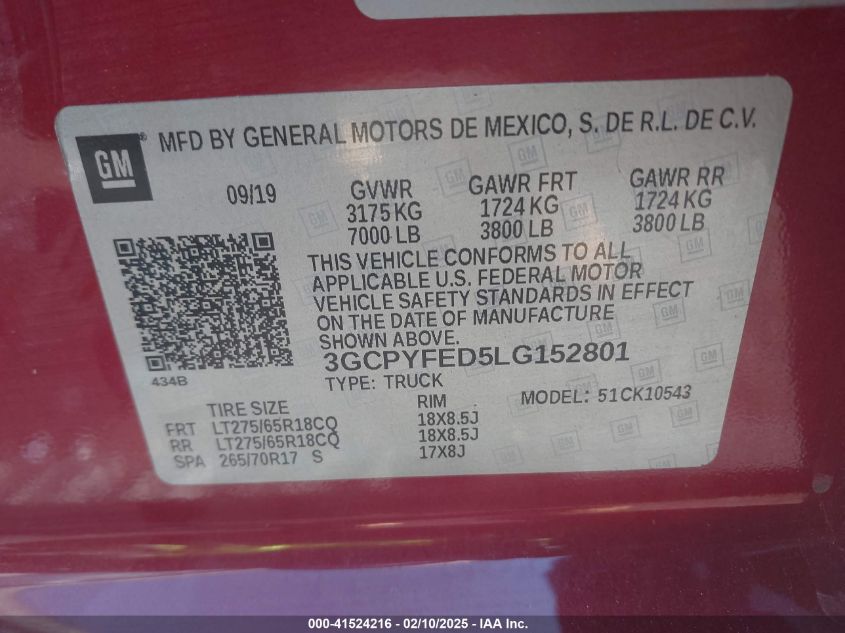 GM ® MFD BY GENERAL MOTORS DE MEXICO, S. DE R.L. DE C.V.
09/19 GVWR GAWR FRT GAWR RR
3175 KG 1724 KG 1724 KG
7000 LB 3800 LB 3800 LB
THIS VEHICLE CONFORMS TO ALL
APPLICABLE U.S. FEDERAL MOTOR
VEHICLE SAFETY STANDARDS IN EFFECT
ON THE DATE OF MANUFACTURE
SHOWN ABOVE.
3GCPYFED5LG152801
434B
TYPE: TRUCK MODEL: 51CK10543
TIRE SIZE RIM
FRT LT275/65R18CQ 18X8.5J
RR LT275/65R18CQ 18X8.5J
SPA 265/70R17 S 17X8J
000-41524216 - 02/10/2025 - IAA Inc.